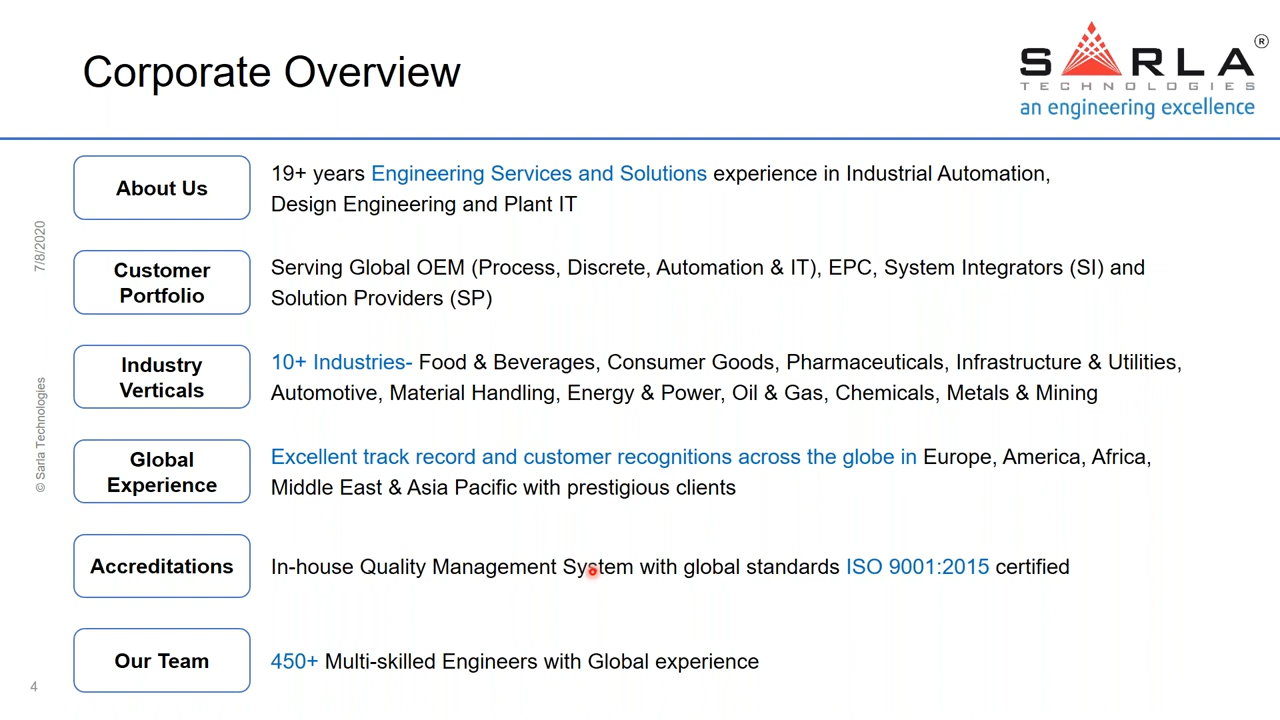 Corporate Overview
SARLA ®
TECHNOLOGIES
an engineering excellence
About Us
19+ years Engineering Services and Solutions experience in Industrial Automation,
Design Engineering and Plant IT
Customer
Portfolio
Serving Global OEM (Process, Discrete, Automation & IT), EPC, System Integrators (SI) and
Solution Providers (SP)
Industry
Verticals
10+ Industries- Food & Beverages, Consumer Goods, Pharmaceuticals, Infrastructure & Utilities,
Automotive, Material Handling, Energy & Power, Oil & Gas, Chemicals, Metals & Mining
Global
Experience
Excellent track record and customer recognitions across the globe in Europe, America, Africa,
Middle East & Asia Pacific with prestigious clients
Accreditations
In-house Quality Management System with global standards ISO 9001:2015 certified
Our Team
450+ Multi-skilled Engineers with Global experience
7/8/2020
© Sarla Technologies
4